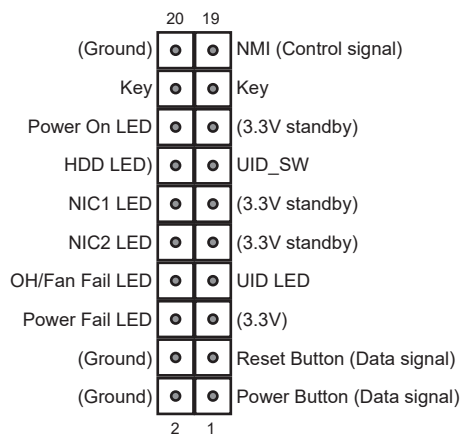 20 19
(Ground) NMI (Control signal)
Key Key
Power On LED (3.3V standby)
HDD LED) UID_SW
NIC1 LED (3.3V standby)
NIC2 LED (3.3V standby)
OH/Fan Fail LED UID LED
Power Fail LED (3.3V)
(Ground) Reset Button (Data signal)
(Ground) Power Button (Data signal)
2 1